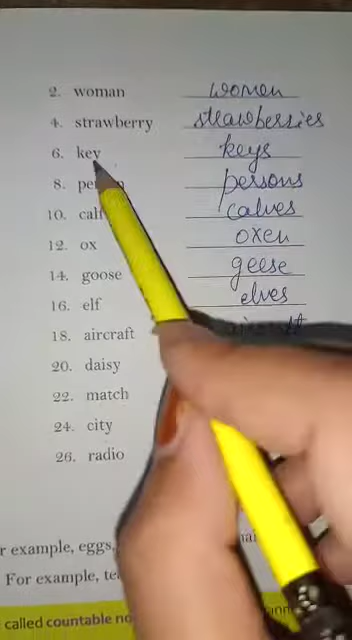 2. woman women
4. strawberry strawberries
6. key keys
8. persons
10. calf calves
12. ox oxen
14. goose geese
16. elf elves
18. aircraft aircraft
20. daisy
22. match
24. city
26. radio
example, eggs,
For example,
called countable